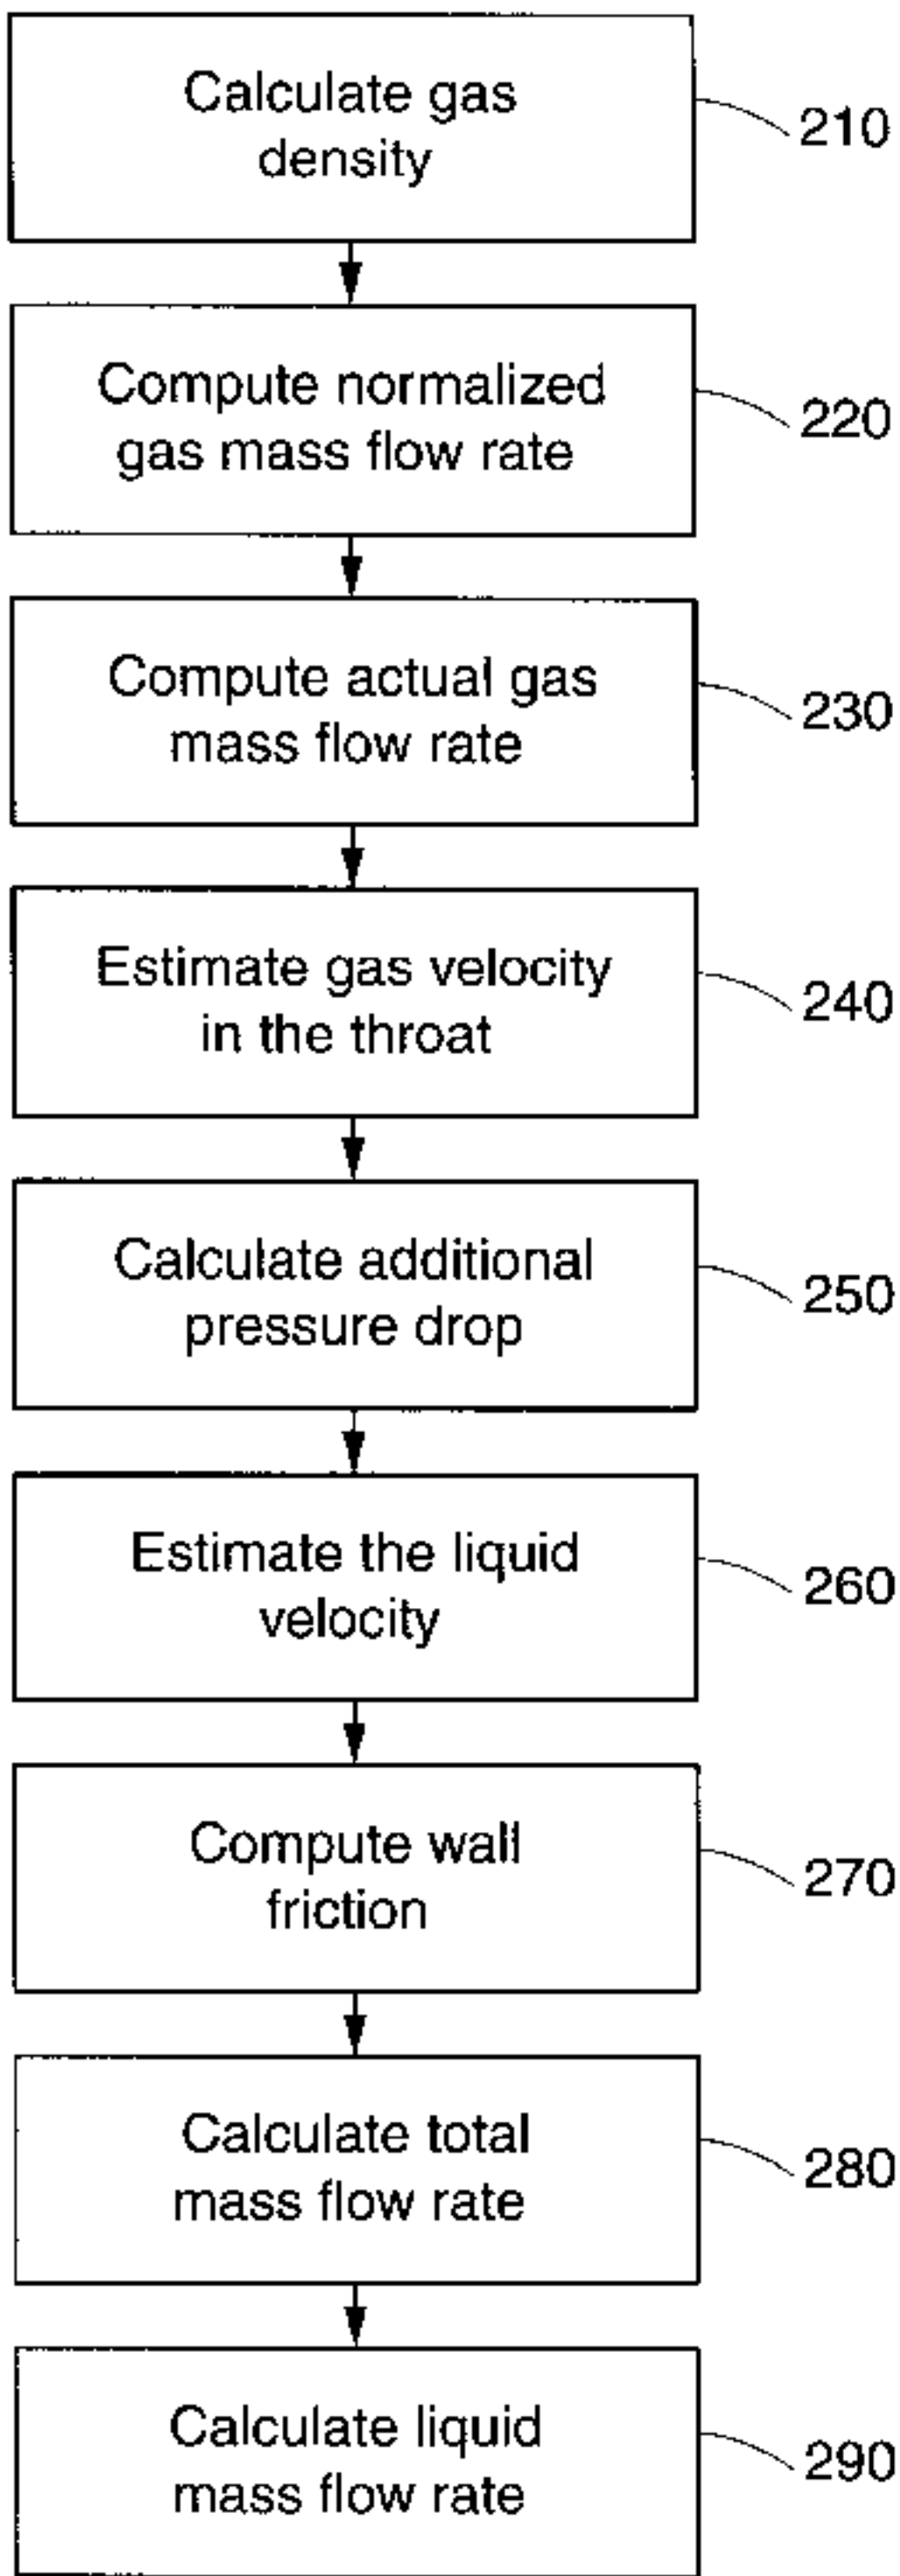 Calculate gas
density
210
Compute normalized
gas mass flow rate
220
Compute actual gas
mass flow rate
230
Estimate gas velocity
in the throat
240
Calculate additional
pressure drop
250
Estimate the liquid
velocity
260
Compute wall
friction
270
Calculate total
mass flow rate
280
Calculate liquid
mass flow rate
290